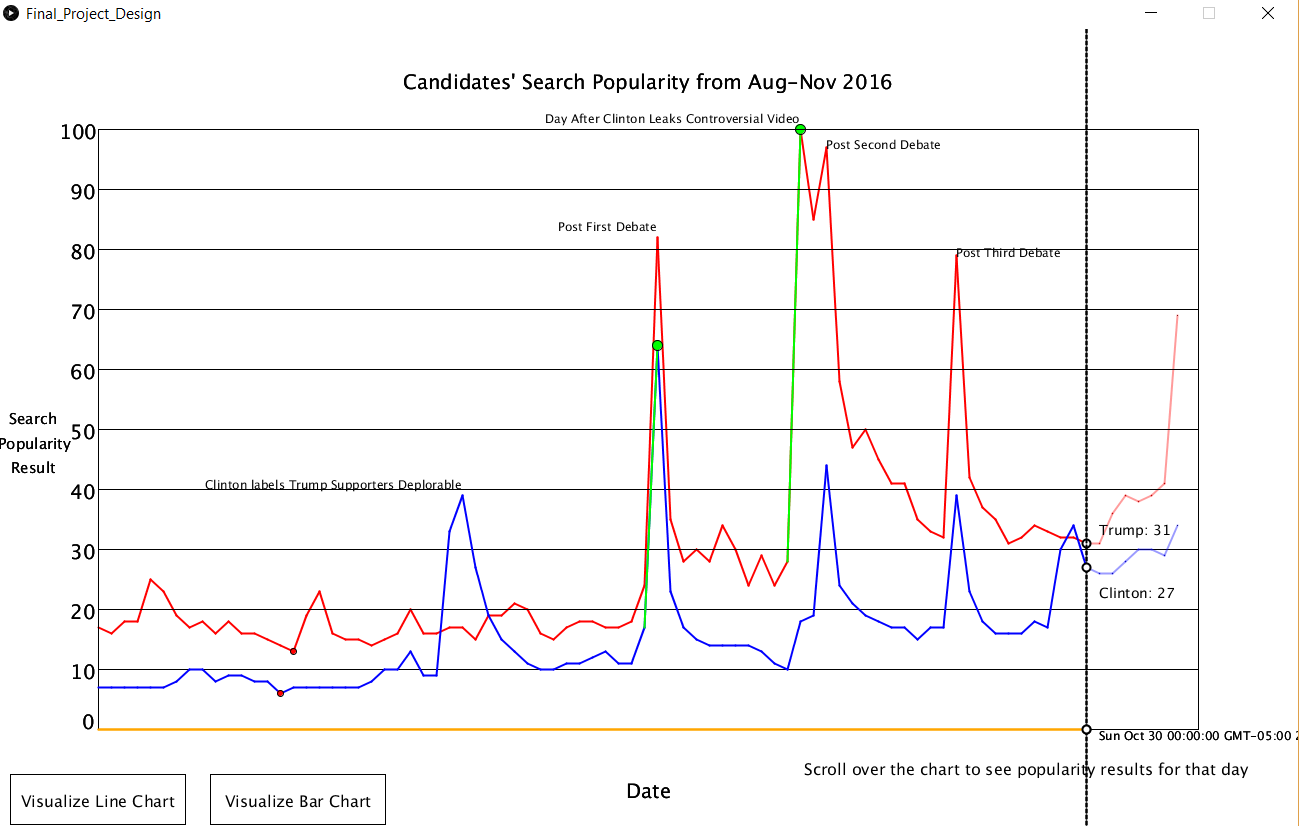 Final_Project_Design
Candidates' Search Popularity from Aug-Nov 2016
Day After Clinton Leaks Controversial Video
100
Post Second Debate
90
Post First Debate
80
Post Third Debate
70
60
50
Search
Popularity
Result
40
Clinton labels Trump Supporters Deplorable
30
Trump: 31
Clinton: 27
20
10
0
Sun Oct 30 00:00:00 GMT-05:00
Scroll over the chart to see popularity results for that day
Date
Visualize Line Chart
Visualize Bar Chart